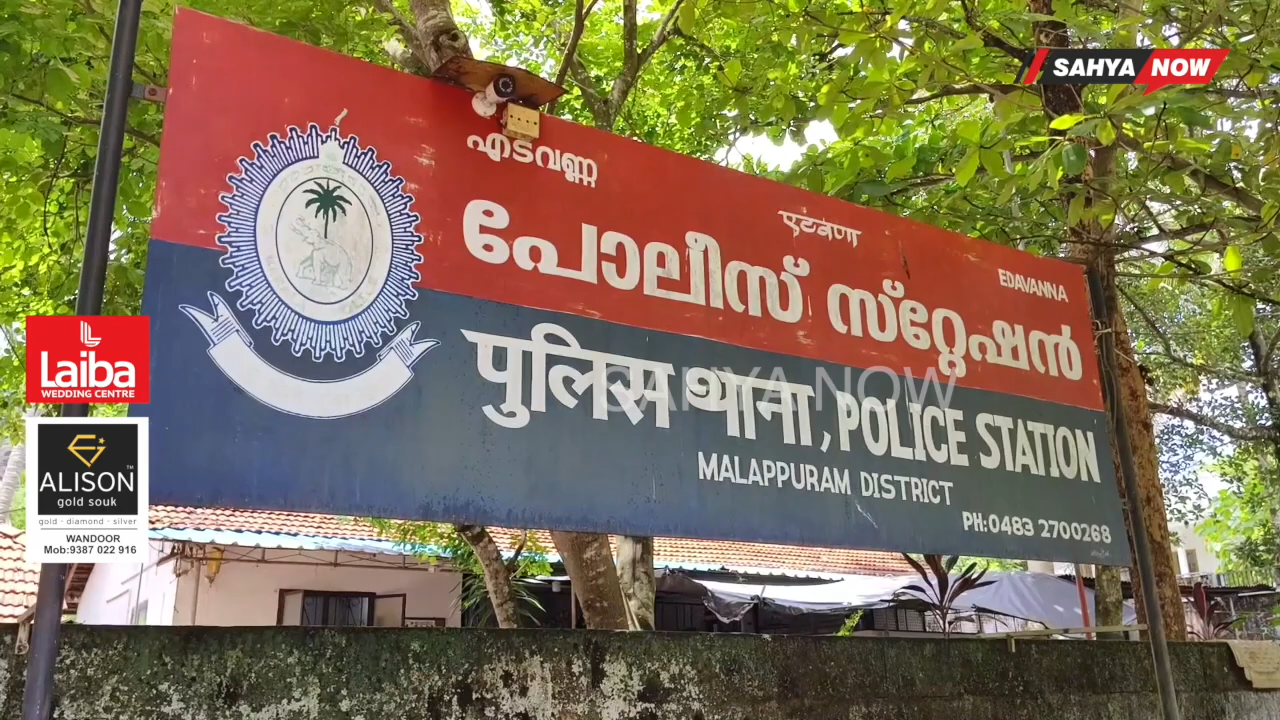 SAHYA NOW
എടവണ്ണ
एटवणा
EDAVANNA
പോലീസ് സ്റ്റേഷൻ
पुलिस थाना, POLICE STATION
SAHYA NOW
MALAPPURAM DISTRICT
PH:0483 2700268
Laiba
WEDDING CENTRE
ALISON™
gold souk
gold - diamond - silver
WANDOOR
Mob:9387 022 916